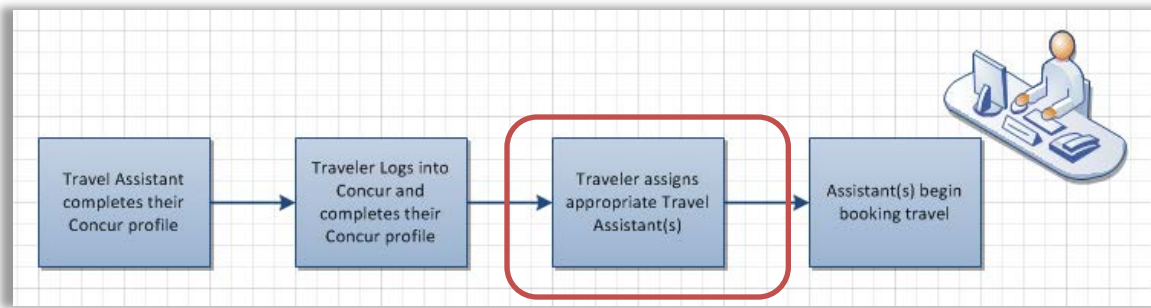 Travel Assistant
completes their
Concur profile
Traveler Logs into
Concur and
completes their
Concur profile
Traveler assigns
appropriate Travel
Assistant(s)
Assistant(s) begin
booking travel